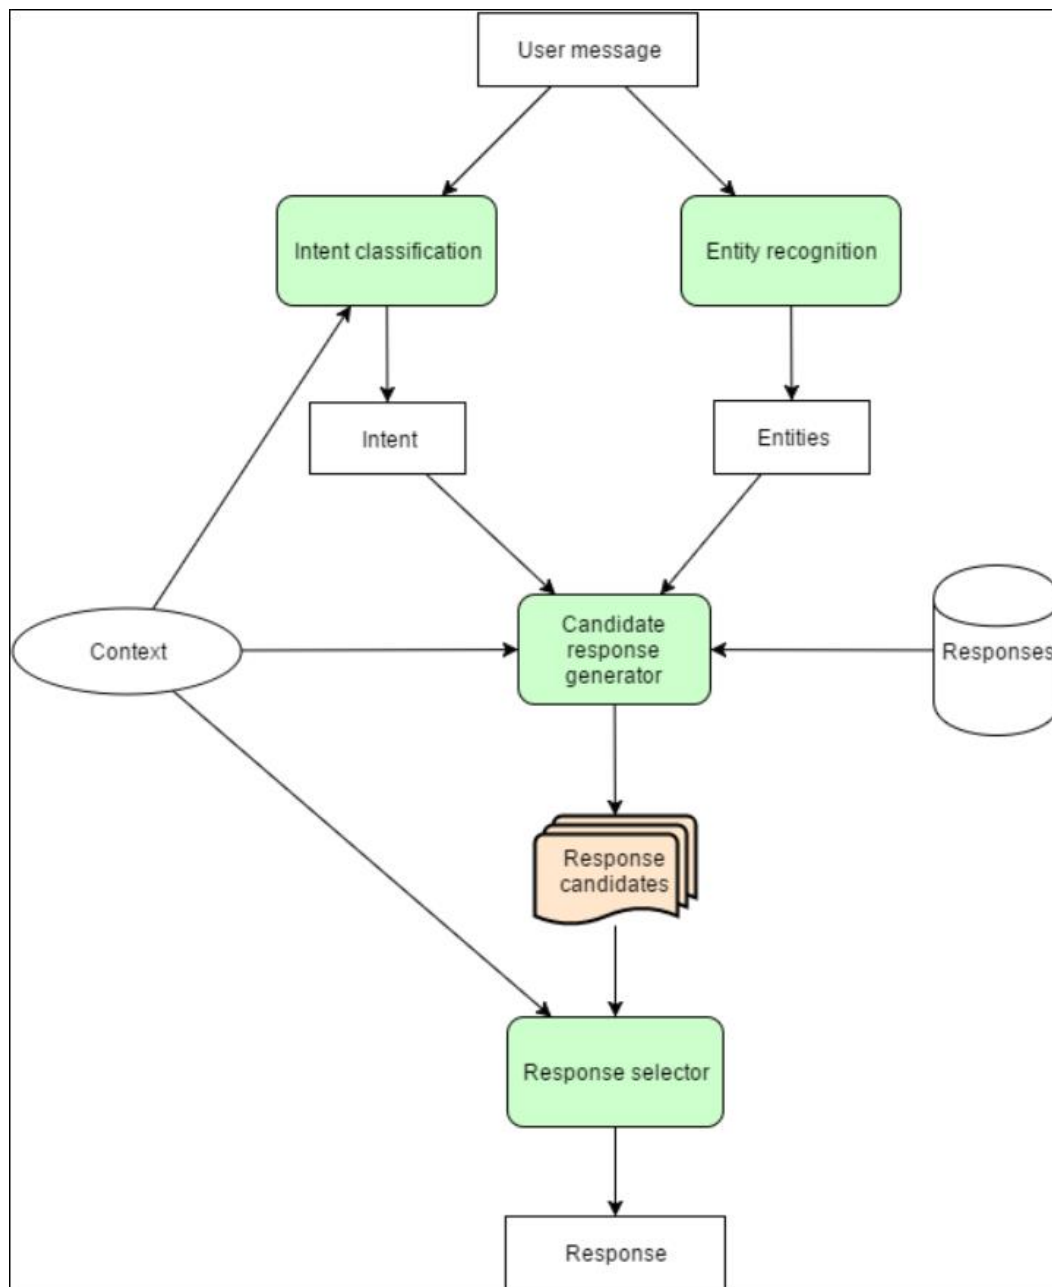 User message
Intent classification
Entity recognition
Intent
Entities
Candidate
response
generator
Context
Responses
Response
candidates
Response selector
Response